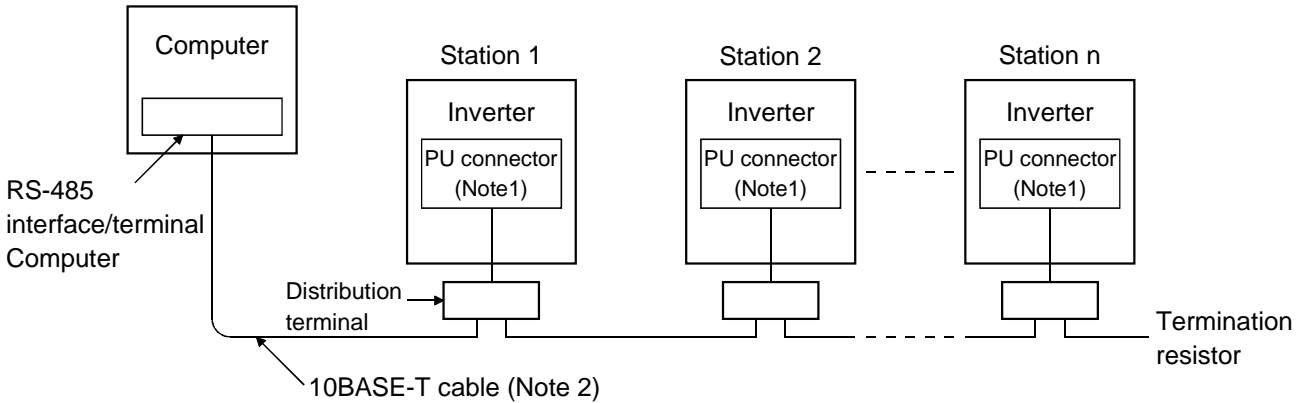 Computer
RS-485
interface/terminal
Computer
Station 1
Inverter
PU connector
(Note1)
Station 2
Inverter
PU connector
(Note1)
Station n
Inverter
PU connector
(Note1)
Distribution
terminal
Termination
resistor
10BASE-T cable (Note 2)